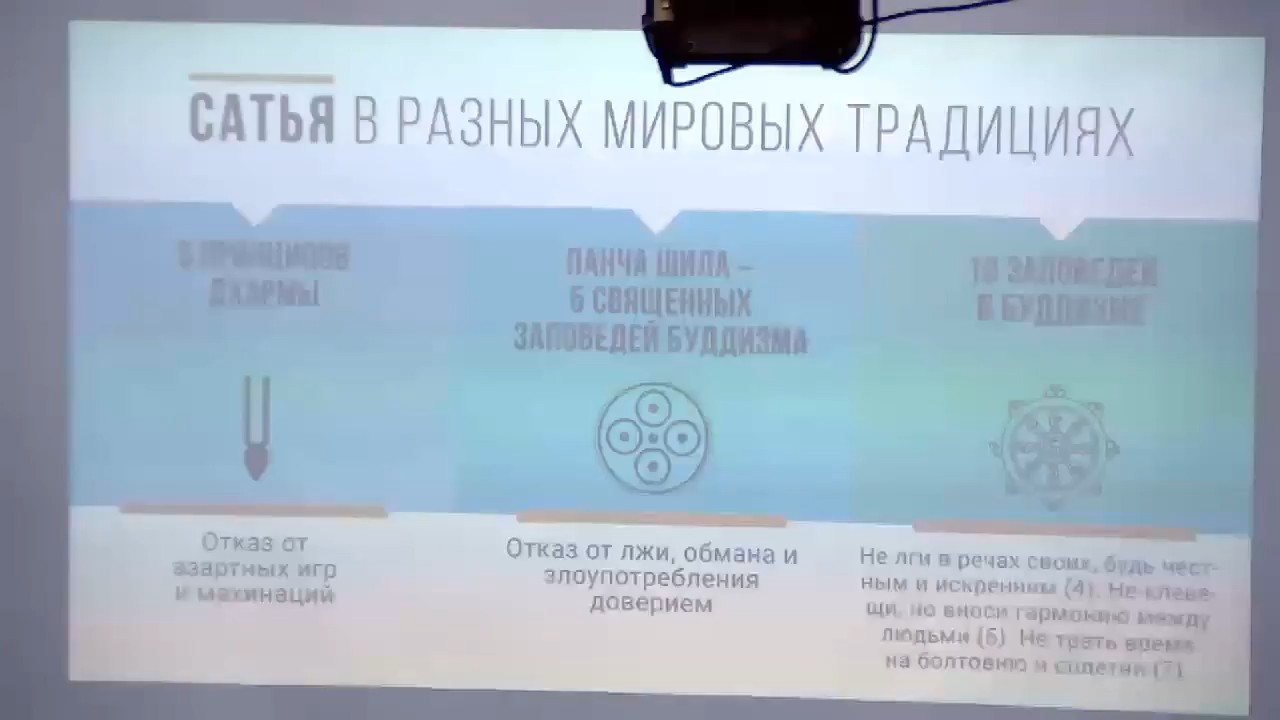 САТЬЯ В РАЗНЫХ МИРОВЫХ ТРАДИЦИЯХ
ПРИНЦИПОВ
ДХАРМЫ
Отказ от
азартных игр
и махинаций
ПАНЧА ШИЛА –
5 СВЯЩЕННЫХ
ЗАПОВЕДЕЙ БУДДИЗМА
Отказ от лжи, обмана и
злоупотребления
доверием
10 ЗАПОВЕДЕЙ
В БУДДИЗМЕ
Не лги в речах своих, будь чест-
ным и искренним (4). Не клеве-
щи, но вноси гармонию между
людьми (6). Не трать время
на болтовню и сплетни (7).